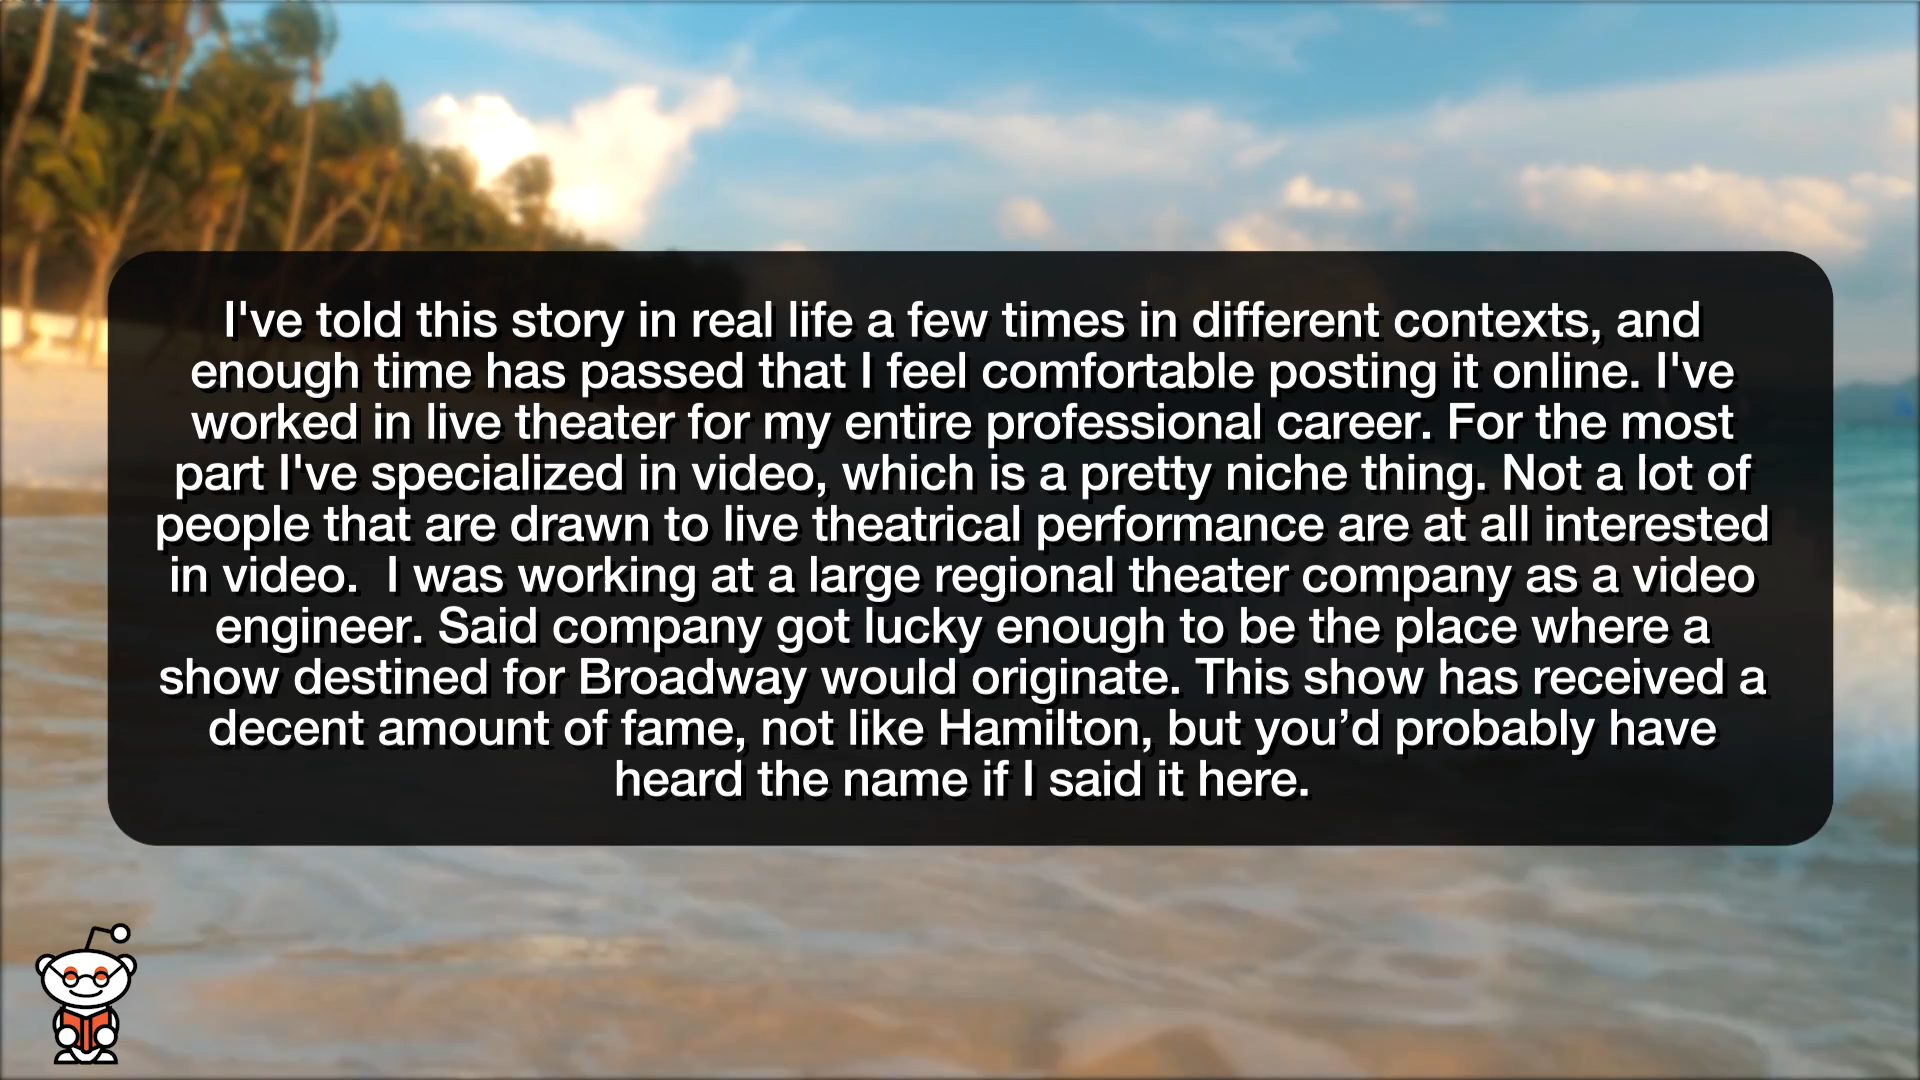 I've told this story in real life a few times in different contexts, and
enough time has passed that I feel comfortable posting it online. I've
worked in live theater for my entire professional career. For the most
part I've specialized in video, which is a pretty niche thing. Not a lot of
people that are drawn to live theatrical performance are at all interested
in video.  I was working at a large regional theater company as a video
engineer. Said company got lucky enough to be the place where a
show destined for Broadway would originate. This show has received a
decent amount of fame, not like Hamilton, but you’d probably have
heard the name if I said it here.